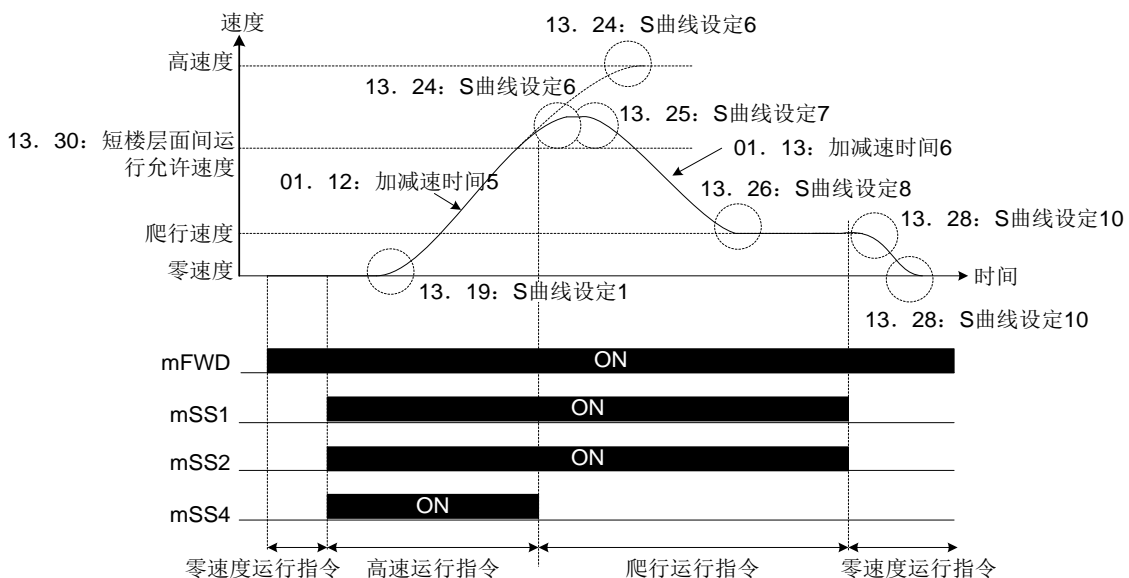 速度
13．24：S曲线设定6
高速度
13．24：S曲线设定6
13．25：S曲线设定7
13．30：短楼层面间运
行允许速度
01．13：加减速时间6
01．12：加减速时间5
13．26：S曲线设定8
13．28：S曲线设定10
爬行速度
零速度
时间
13．19：S曲线设定1
13．28：S曲线设定10
mFWD
ON
mSS1
ON
mSS2
ON
mSS4
ON
零速度运行指令
高速运行指令
爬行运行指令
零速度运行指令